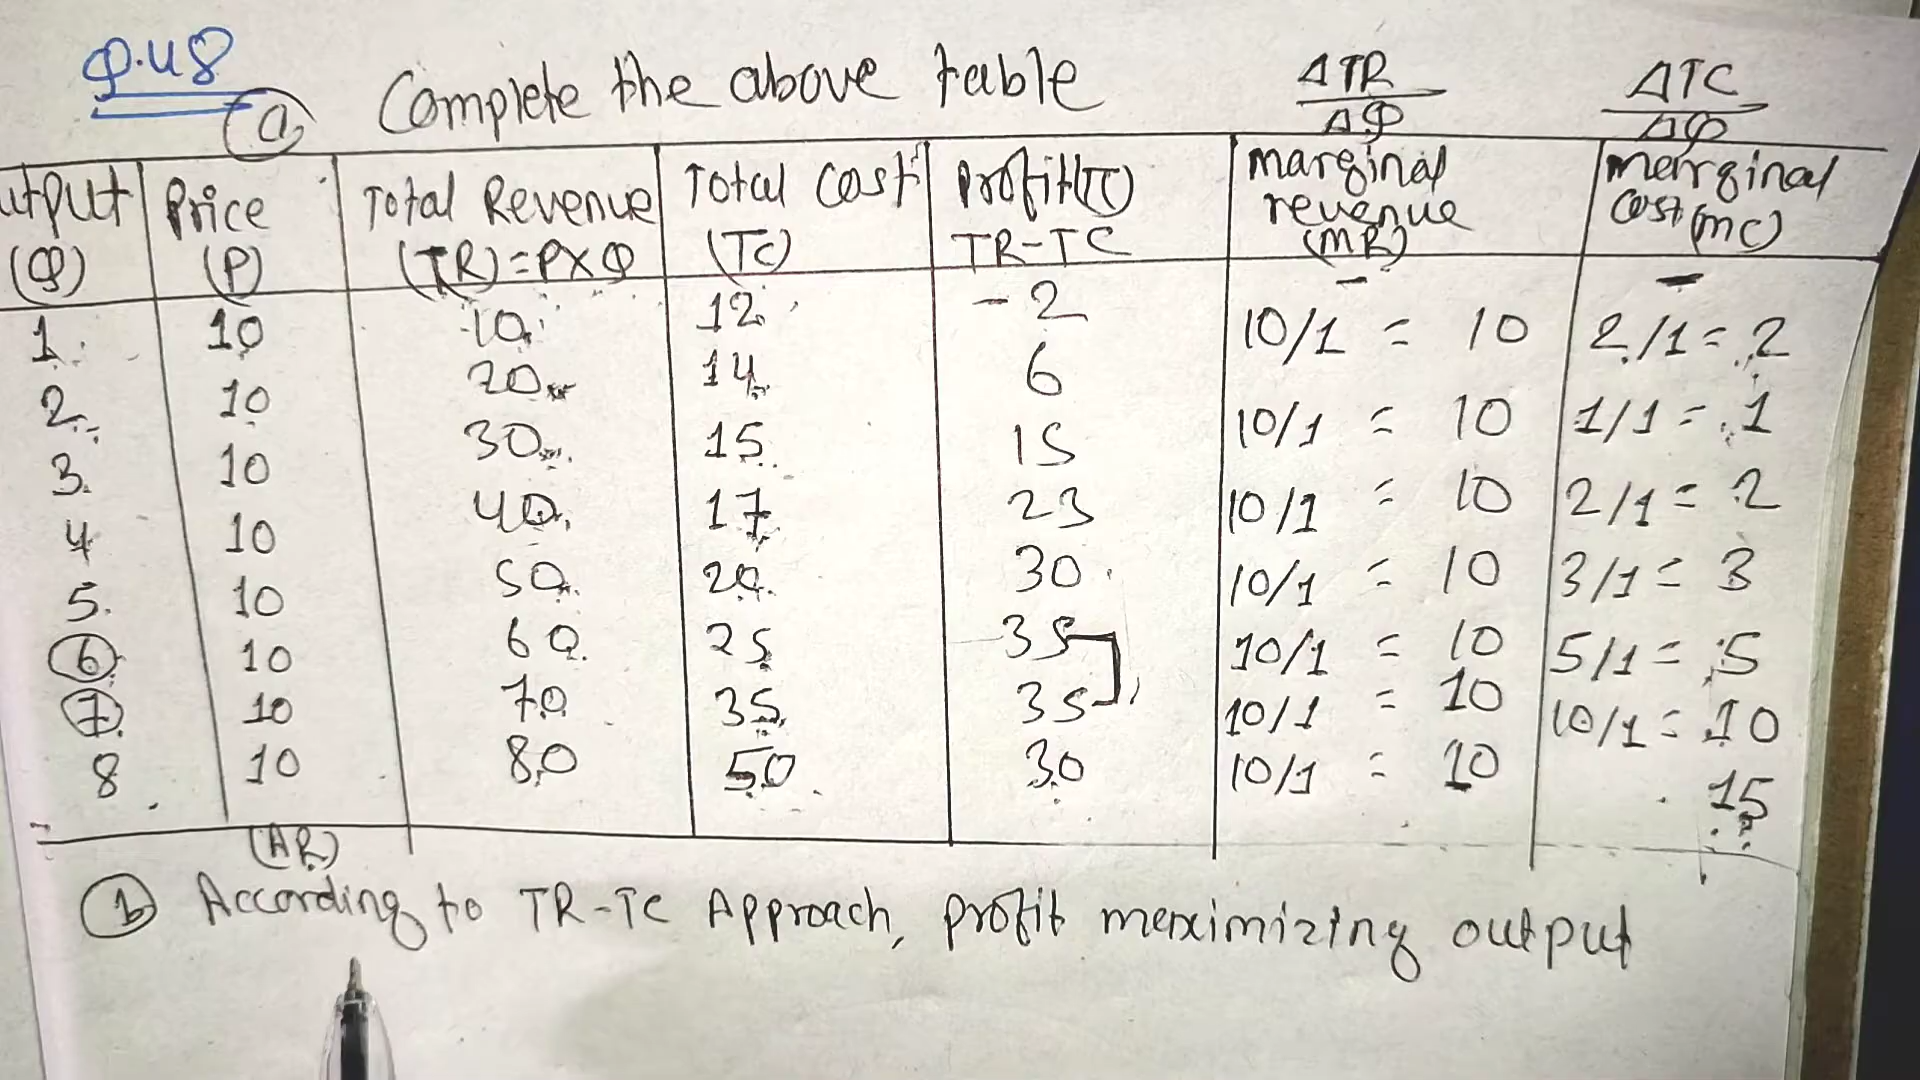 Q.48
(a) Complete the above table ΔTR/ΔQ ΔTC/ΔQ
utput (Q) | Price (P) | Total Revenue (TR)=P×Q | Total Cost (TC) | Profit(π) TR-TC | marginal revenue (MR) | marginal cost (mc)
1. 10 10 12 -2 - -
2. 10 20 14 6 10/1 = 10 2/1 = 2
3. 10 30 15 15 10/1 = 10 1/1 = 1
4 10 40 17 23 10/1 = 10 2/1 = 2
5. 10 50 20 30 10/1 = 10 3/1 = 3
6 10 60 25 35 10/1 = 10 5/1 = 5
7 10 70 35 35 10/1 = 10 10/1 = 10
8 10 80 50 30 10/1 = 10 15
(AR)
(b) According to TR-TC Approach, profit maximizing output